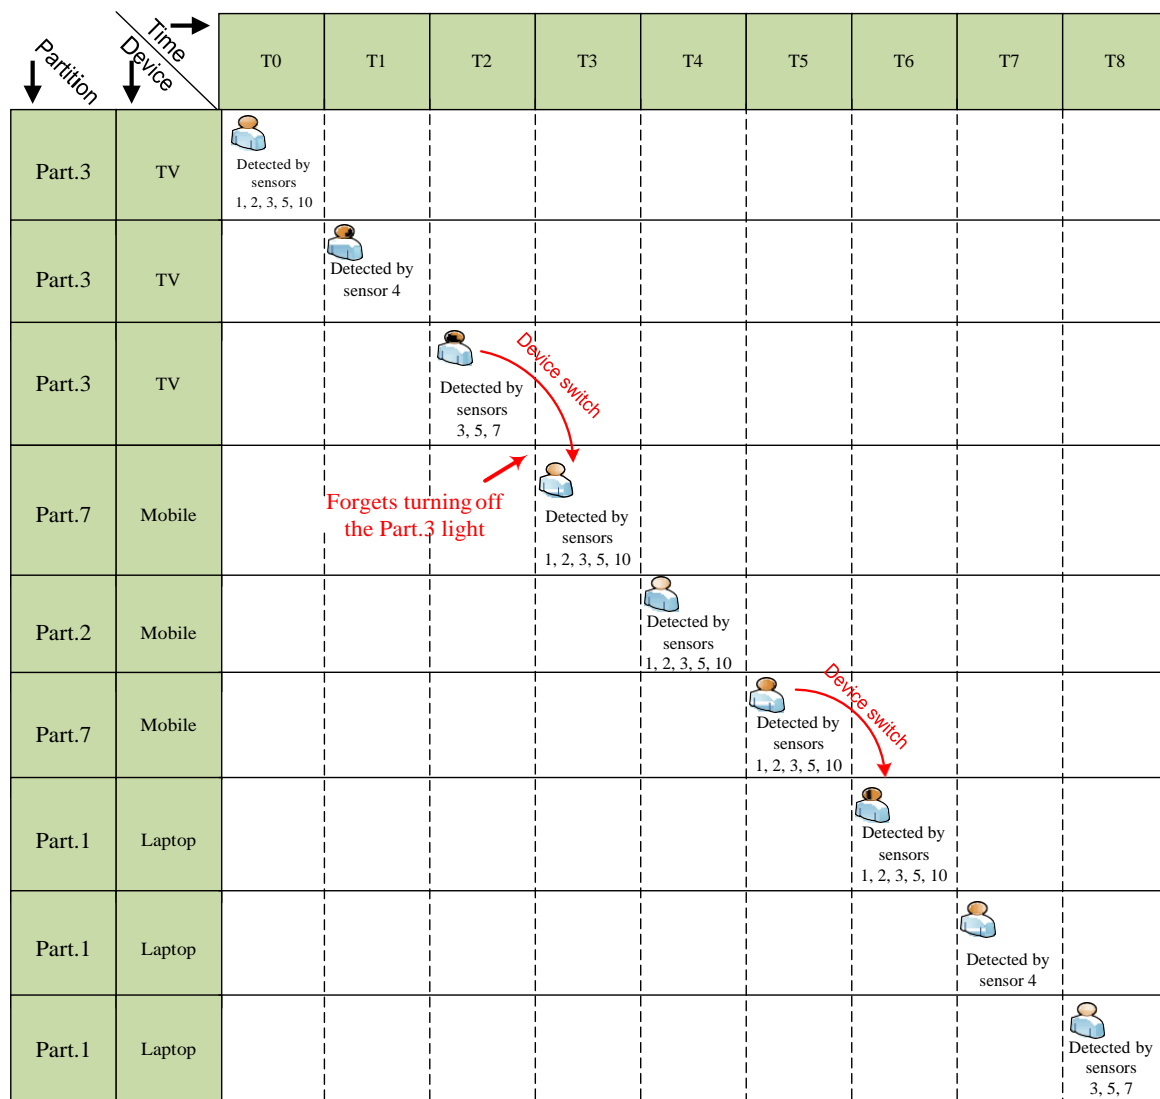 Time
Device
Partition
T0 T1 T2 T3 T4 T5 T6 T7 T8
Part.3 TV
Detected by
sensors
1, 2, 3, 5, 10
Part.3 TV
Detected by
sensor 4
Part.3 TV
Detected by
sensors
3, 5, 7
Device switch
Forgets turning off
the Part.3 light
Part.7 Mobile
Detected by
sensors
1, 2, 3, 5, 10
Part.2 Mobile
Detected by
sensors
1, 2, 3, 5, 10
Part.7 Mobile
Detected by
sensors
1, 2, 3, 5, 10
Device switch
Part.1 Laptop
Detected by
sensors
1, 2, 3, 5, 10
Part.1 Laptop
Detected by
sensor 4
Part.1 Laptop
Detected by
sensors
3, 5, 7